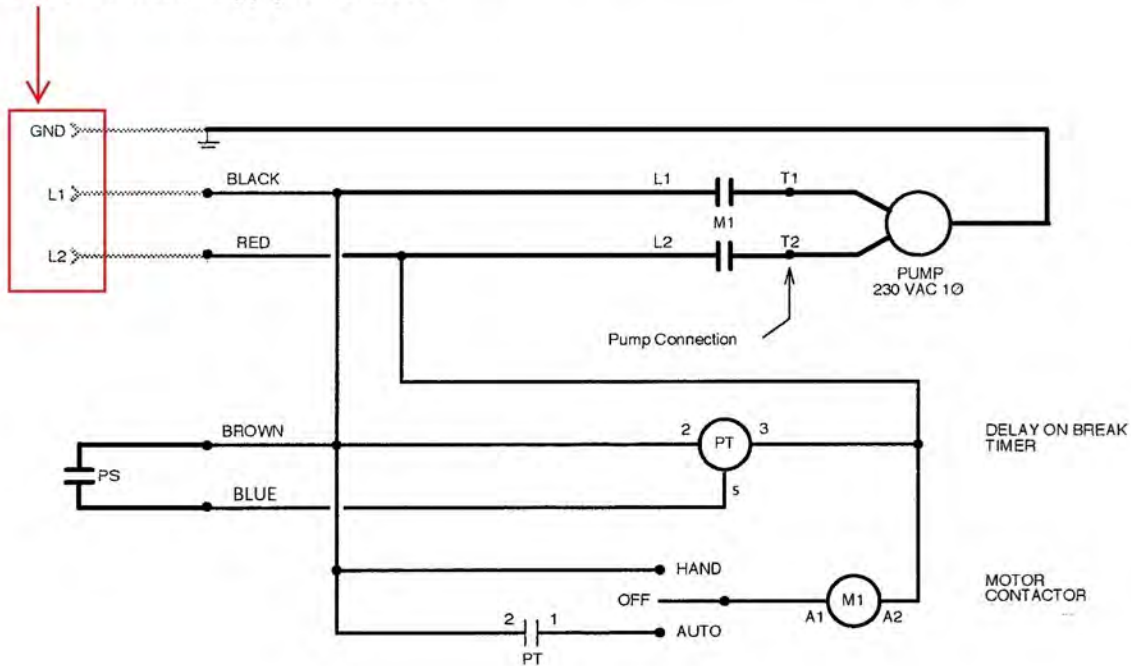 GND
L1
BLACK
L1
T1
M1
L2
RED
L2
T2
PUMP
230 VAC 1Ø
Pump Connection
BROWN
2
PT
3
DELAY ON BREAK
TIMER
PS
BLUE
s
HAND
OFF
A1
M1
A2
MOTOR
CONTACTOR
2
1
AUTO
PT